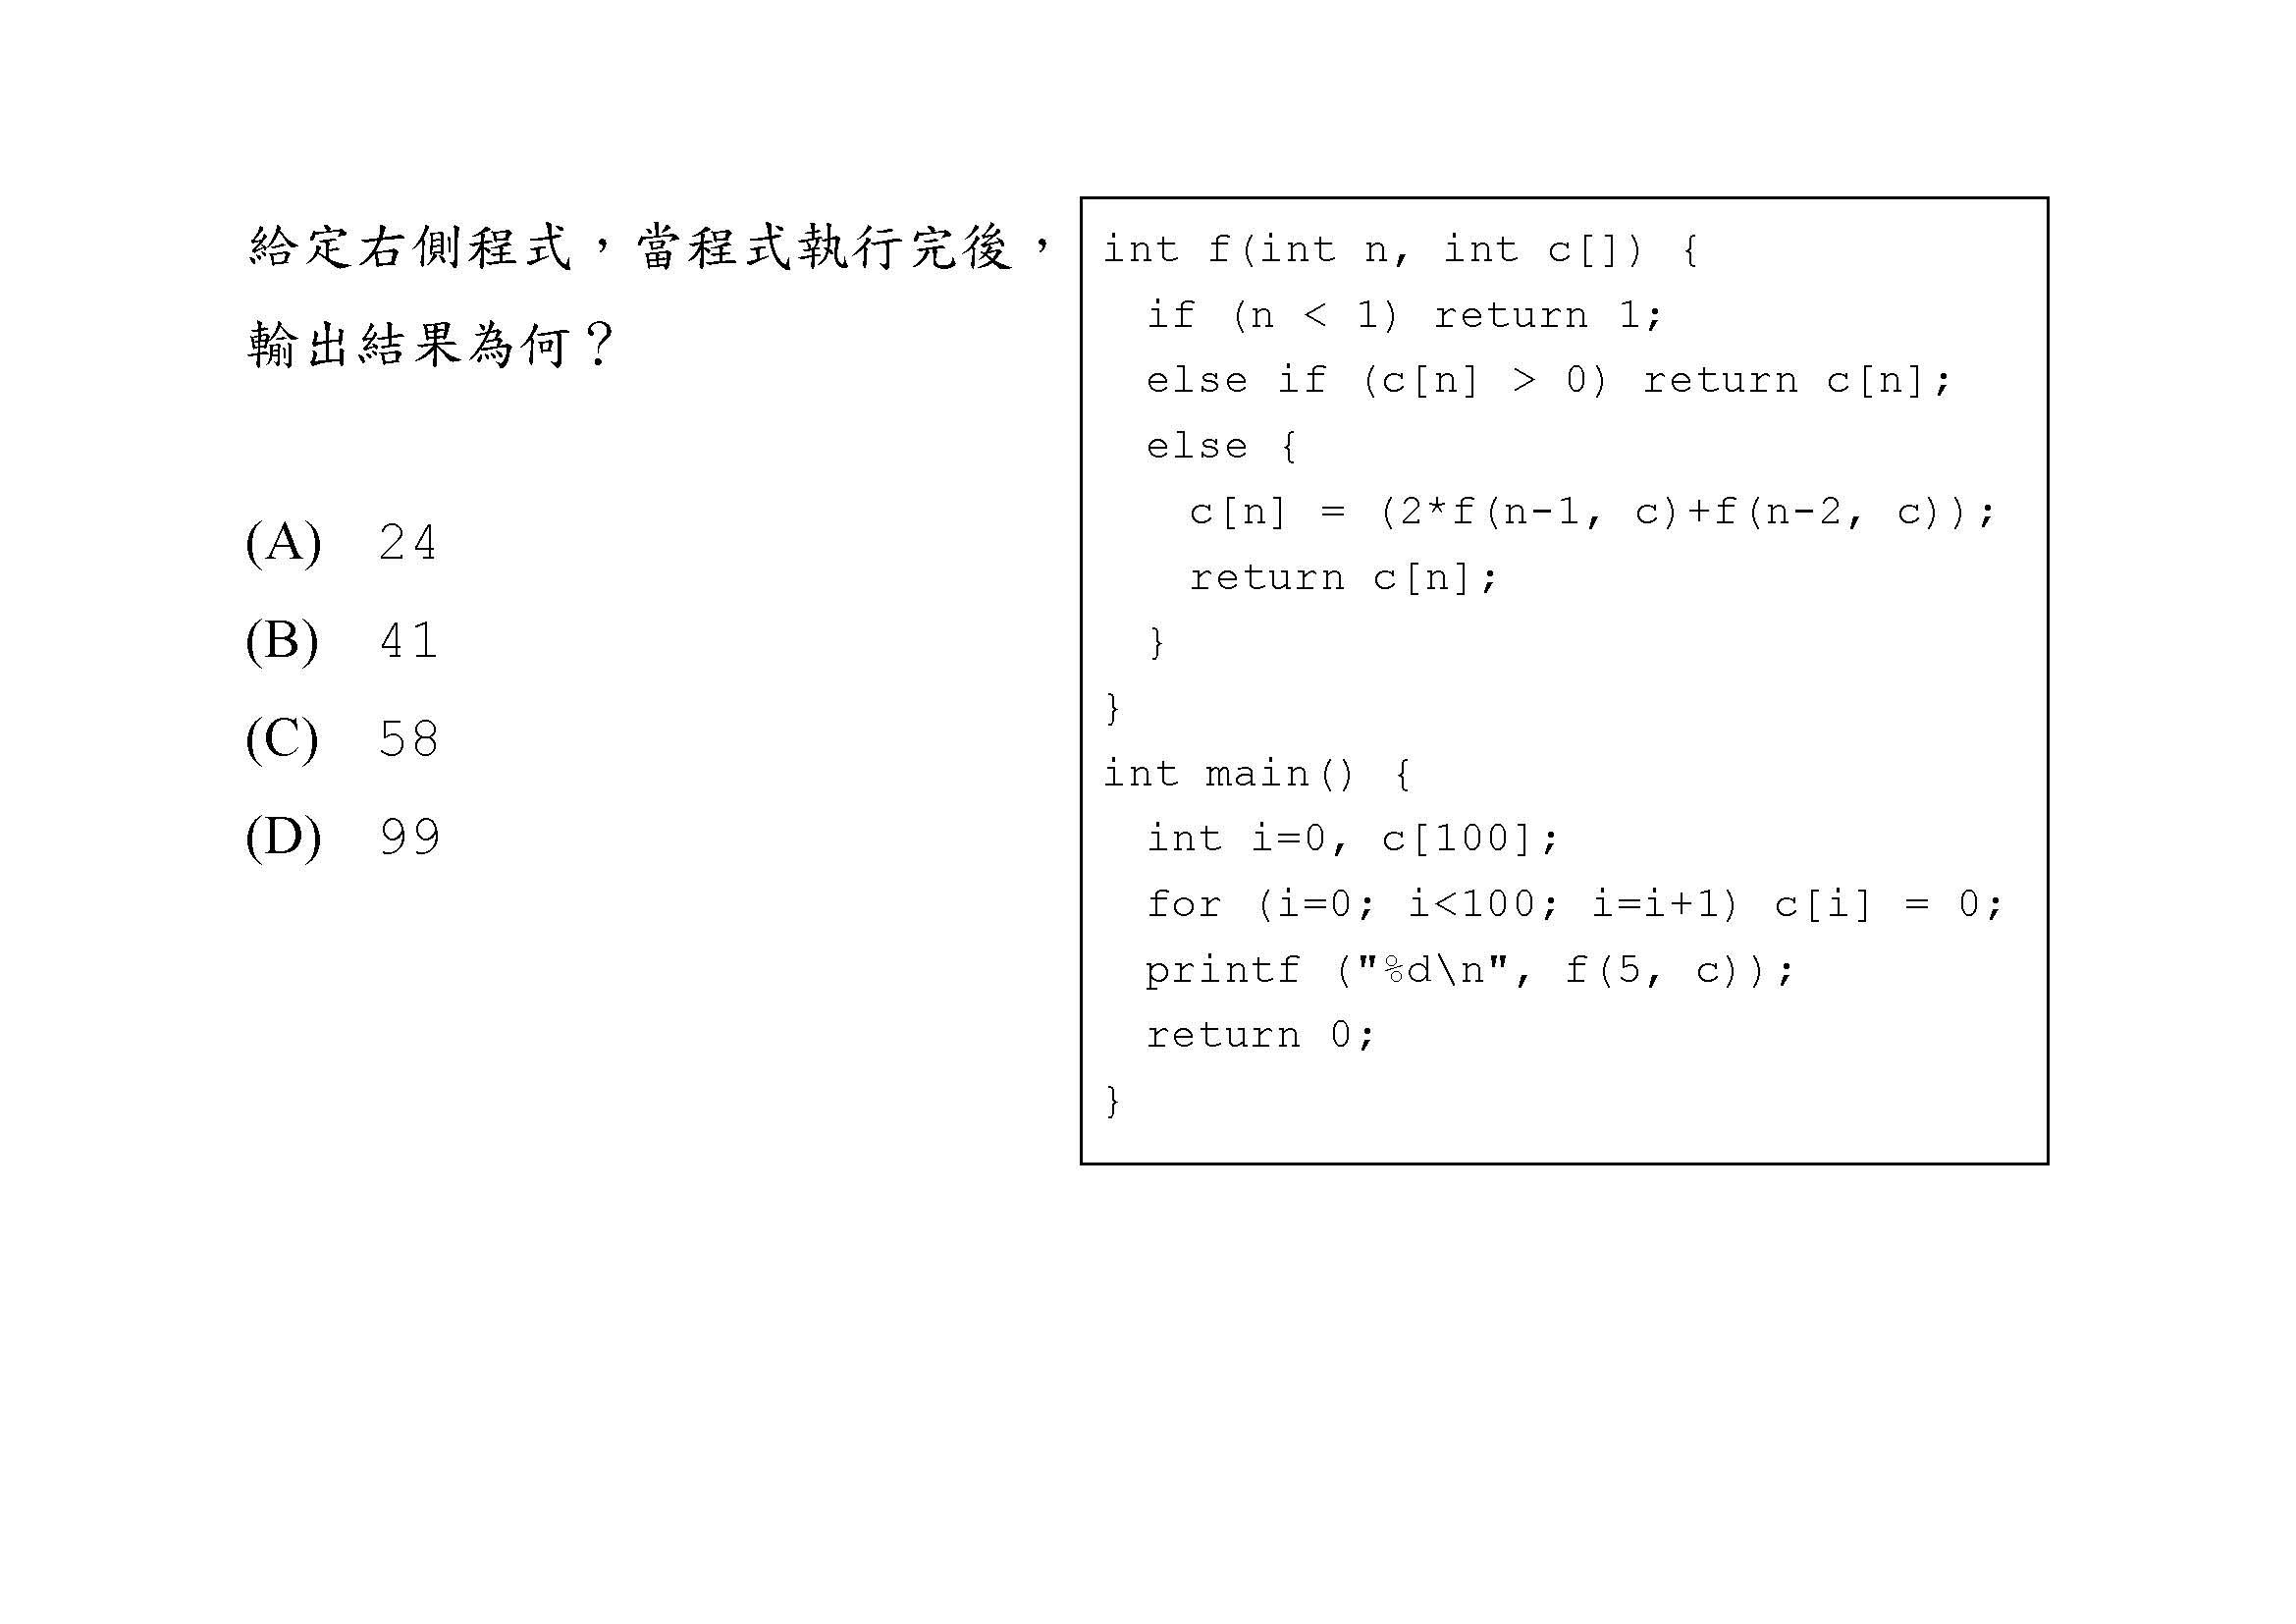 給定右側程式，當程式執行完後，
輸出結果為何？
(A) 24
(B) 41
(C) 58
(D) 99
int f(int n, int c[]) {
  if (n < 1) return 1;
  else if (c[n] > 0) return c[n];
  else {
    c[n] = (2*f(n-1, c)+f(n-2, c));
    return c[n];
  }
}
int main() {
  int i=0, c[100];
  for (i=0; i<100; i=i+1) c[i] = 0;
  printf ("%d\n", f(5, c));
  return 0;
}